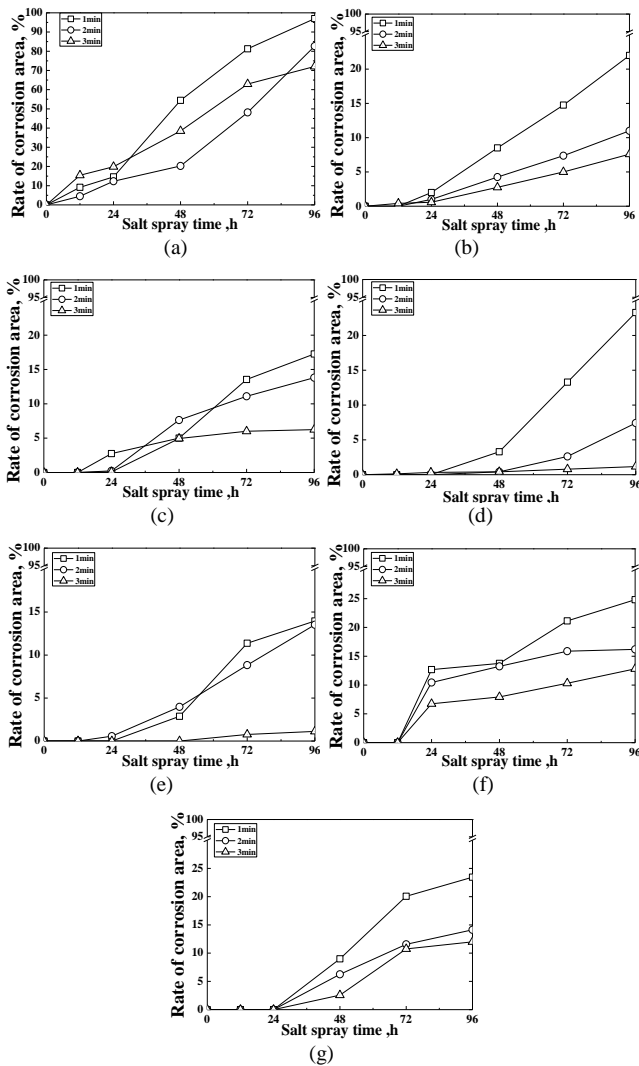 Rate of corrosion area, %
100
90
80
70
60
50
40
30
20
10
0
1min
2min
3min
0 24 48 72 96
Salt spray time ,h
(a)
Rate of corrosion area, %
100
95
20
15
10
5
0
1min
2min
3min
0 24 48 72 96
Salt spray time ,h
(b)
Rate of corrosion area, %
100
95
20
15
10
5
0
1min
2min
3min
0 24 48 72 96
Salt spray time ,h
(c)
Rate of corrosion area, %
100
95
20
15
10
5
0
1min
2min
3min
0 24 48 72 96
Salt spray time ,h
(d)
Rate of corrosion area, %
100
95
15
10
5
0
1min
2min
3min
0 24 48 72 96
Salt spray time ,h
(e)
Rate of corrosion area, %
100
95
25
20
15
10
5
0
1min
2min
3min
0 24 48 72 96
Salt spray time ,h
(f)
Rate of corrosion area, %
100
95
25
20
15
10
5
0
1min
2min
3min
0 24 48 72 96
Salt spray time ,h
(g)